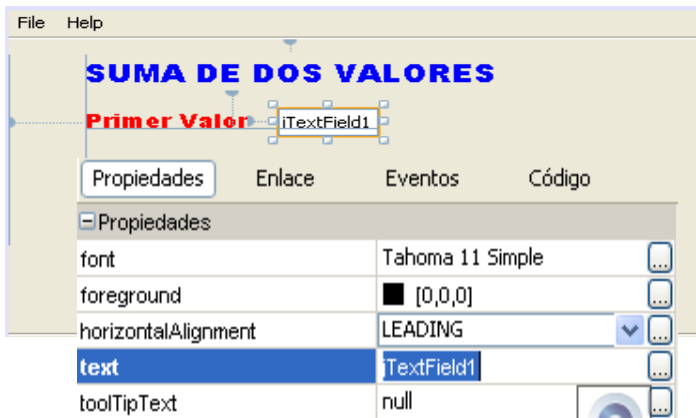 File Help
SUMA DE DOS VALORES
Primer Valor jTextField1
Propiedades Enlace Eventos Código
Propiedades
font Tahoma 11 Simple ...
foreground [0,0,0] ...
horizontalAlignment LEADING ...
text jTextField1 ...
toolTipText null ...